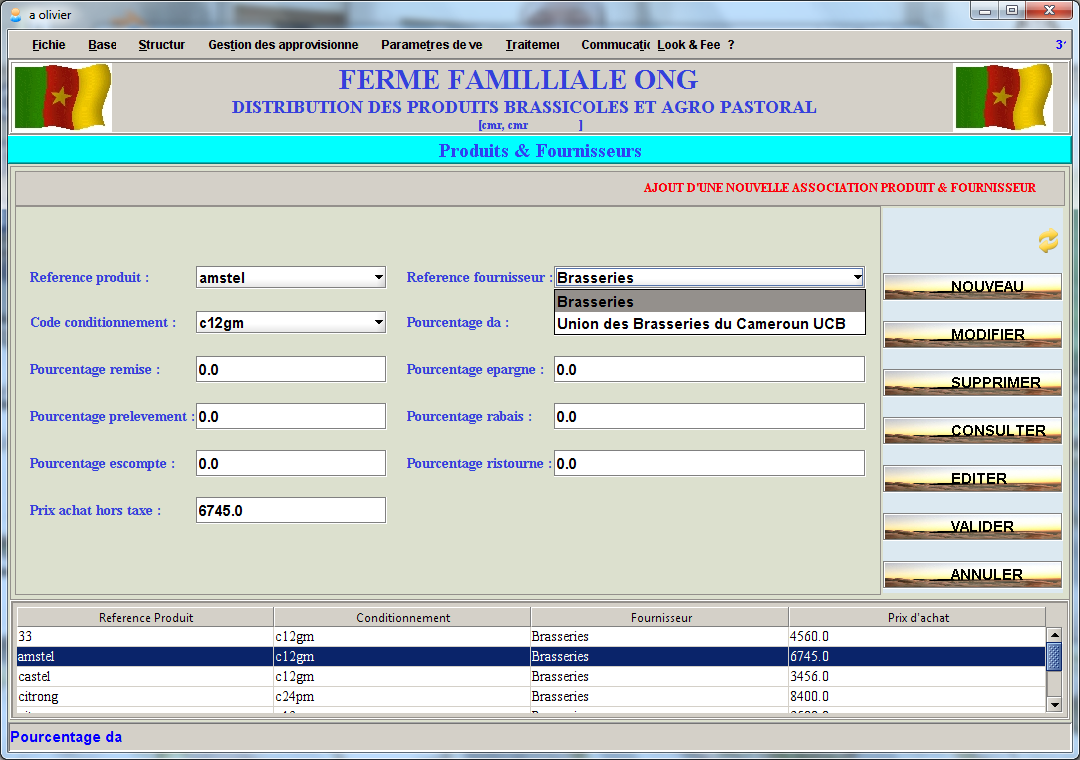 a olivier
Fichie Base Structur Gestion des approvisionne Parametres de ve Traitemer Commucatic Look & Fee ?
FERME FAMILLIALE ONG
DISTRIBUTION DES PRODUITS BRASSICOLES ET AGRO PASTORAL
[cmr, cmr ]
Produits & Fournisseurs
AJOUT D'UNE NOUVELLE ASSOCIATION PRODUIT & FOURNISSEUR
Reference produit : amstel Reference fournisseur : Brasseries
Brasseries
Code conditionnement : c12gm Pourcentage da : Union des Brasseries du Cameroun UCB
Pourcentage remise : 0.0 Pourcentage epargne : 0.0
Pourcentage prelevement : 0.0 Pourcentage rabais : 0.0
Pourcentage escompte : 0.0 Pourcentage ristourne : 0.0
Prix achat hors taxe : 6745.0
NOUVEAU
MODIFIER
SUPPRIMER
CONSULTER
EDITER
VALIDER
ANNULER
Reference Produit Conditionnement Fournisseur Prix d'achat
33 c12gm Brasseries 4560.0
amstel c12gm Brasseries 6745.0
castel c12gm Brasseries 3456.0
citrong c24pm Brasseries 8400.0
Pourcentage da